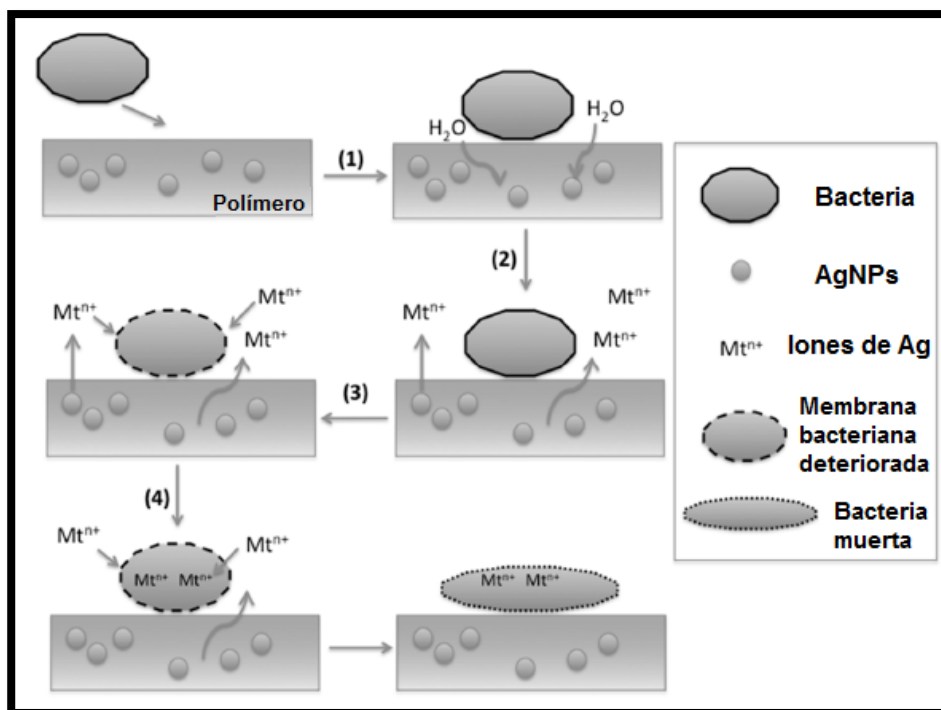 Polímero
(1)
H₂O
H₂O
(2)
Mtⁿ⁺
Mtⁿ⁺
Mtⁿ⁺
(3)
Mtⁿ⁺
Mtⁿ⁺
Mtⁿ⁺
(4)
Mtⁿ⁺
Mtⁿ⁺
Mtⁿ⁺ Mtⁿ⁺
Mtⁿ⁺ Mtⁿ⁺
Bacteria
AgNPs
Mtⁿ⁺ Iones de Ag
Membrana
bacteriana
deteriorada
Bacteria
muerta